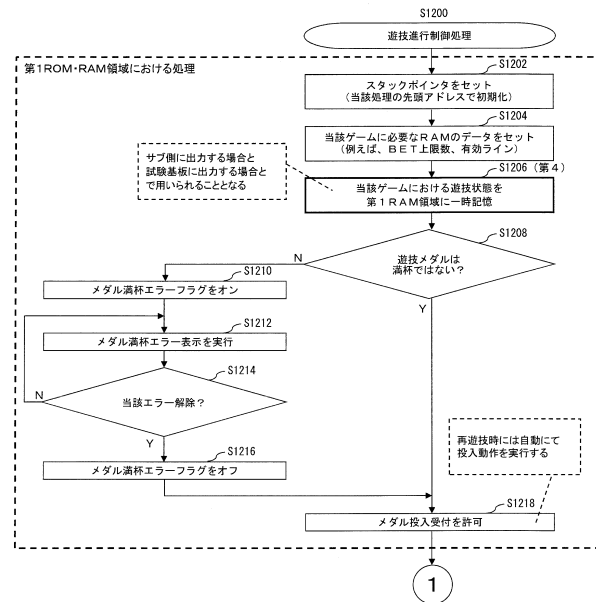 S1200
遊技進行制御処理
第1ROM・RAM領域における処理
S1202
スタックポインタをセット
(当該処理の先頭アドレスで初期化)
S1204
当該ゲームに必要なRAMのデータをセット
(例えば、BET上限数、有効ライン)
サブ側に出力する場合と
試験基板に出力する場合と
で用いられることとなる
S1206(第4)
当該ゲームにおける遊技状態を
第1RAM領域に一時記憶
S1208
遊技メダルは
満杯ではない?
N
Y
S1210
メダル満杯エラーフラグをオン
S1212
メダル満杯エラー表示を実行
S1214
当該エラー解除?
N
Y
S1216
メダル満杯エラーフラグをオフ
再遊技時には自動にて
投入動作を実行する
S1218
メダル投入受付を許可
1